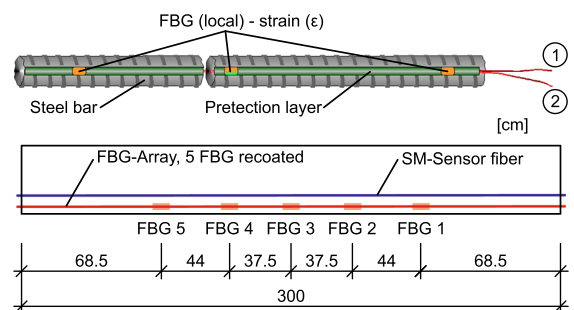 FBG (local) - strain (ε)
1
Steel bar
Pretection layer
2
[cm]
FBG-Array, 5 FBG recoated
SM-Sensor fiber
FBG 5 FBG 4 FBG 3 FBG 2 FBG 1
68.5 44 37.5 37.5 44 68.5
300